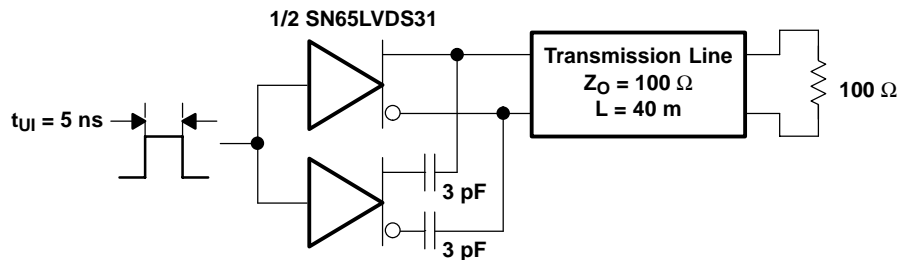 1/2 SN65LVDS31
Transmission Line
Z_O = 100 Ω
L = 40 m
100 Ω
t_UI = 5 ns
3 pF
3 pF